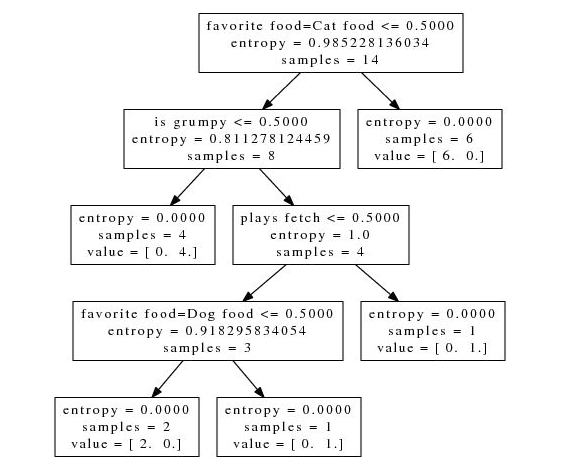 favorite food=Cat food <= 0.5000
entropy = 0.985228136034
samples = 14
is grumpy <= 0.5000
entropy = 0.811278124459
samples = 8
entropy = 0.0000
samples = 6
value = [ 6. 0.]
entropy = 0.0000
samples = 4
value = [ 0. 4.]
plays fetch <= 0.5000
entropy = 1.0
samples = 4
favorite food=Dog food <= 0.5000
entropy = 0.918295834054
samples = 3
entropy = 0.0000
samples = 1
value = [ 0. 1.]
entropy = 0.0000
samples = 2
value = [ 2. 0.]
entropy = 0.0000
samples = 1
value = [ 0. 1.]